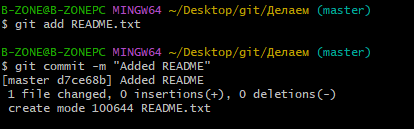 B-ZONE@B-ZONEPC MINGW64 ~/Desktop/git/Делаем (master)
$ git add README.txt
B-ZONE@B-ZONEPC MINGW64 ~/Desktop/git/Делаем (master)
$ git commit -m "Added README"
[master d7ce68b] Added README
1 file changed, 0 insertions(+), 0 deletions(-)
create mode 100644 README.txt